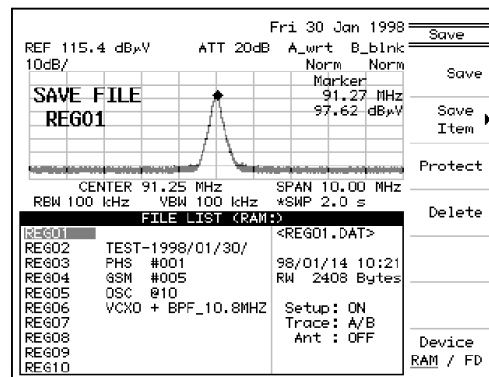 Fri 30 Jan 1998
REF 115.4 dBμV ATT 20dB A_wrt B_blnk
10dB/ Norm Norm
Marker
91.27 MHz
97.62 dBμV
SAVE FILE
REG01
CENTER 91.25 MHz SPAN 10.00 MHz
RBW 100 kHz VBW 100 kHz *SWP 2.0 s
FILE LIST (RAM:)
REG01 <REG01.DAT>
REG02 TEST-1998/01/30/
REG03 PHS #001 98/01/14 10:21
REG04 GSM #005 RW 2408 Bytes
REG05 OSC @10
REG06 VCXO + BPF_10.8MHZ Setup: ON
REG07 Trace: A/B
REG08 Ant : OFF
REG09
REG10
Save
Save
Save
Item
Protect
Delete
Device
RAM / FD